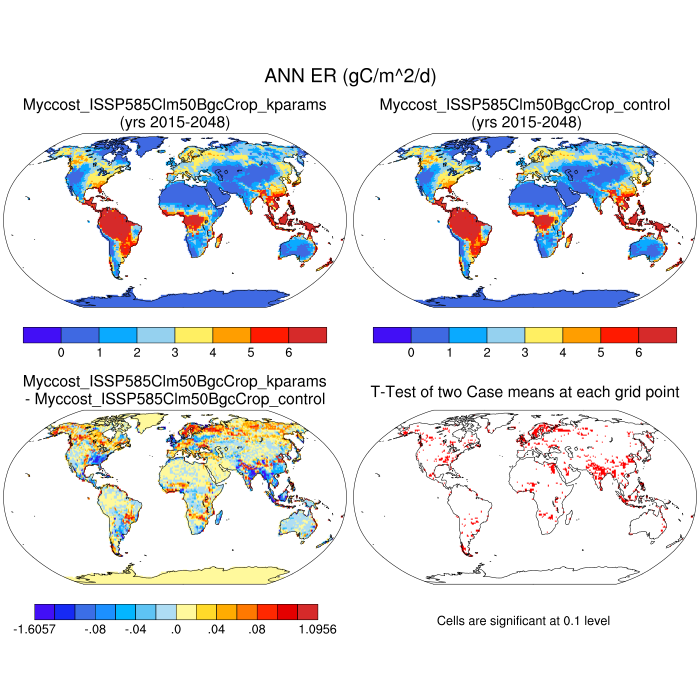 ANN ER (gC/m^2/d)
Myccost_ISSP585Clm50BgcCrop_kparams
(yrs 2015-2048)
Myccost_ISSP585Clm50BgcCrop_control
(yrs 2015-2048)
0 1 2 3 4 5 6
0 1 2 3 4 5 6
Myccost_ISSP585Clm50BgcCrop_kparams
- Myccost_ISSP585Clm50BgcCrop_control
T-Test of two Case means at each grid point
-1.6057 -.08 -.04 .0 .04 .08 1.0956
Cells are significant at 0.1 level